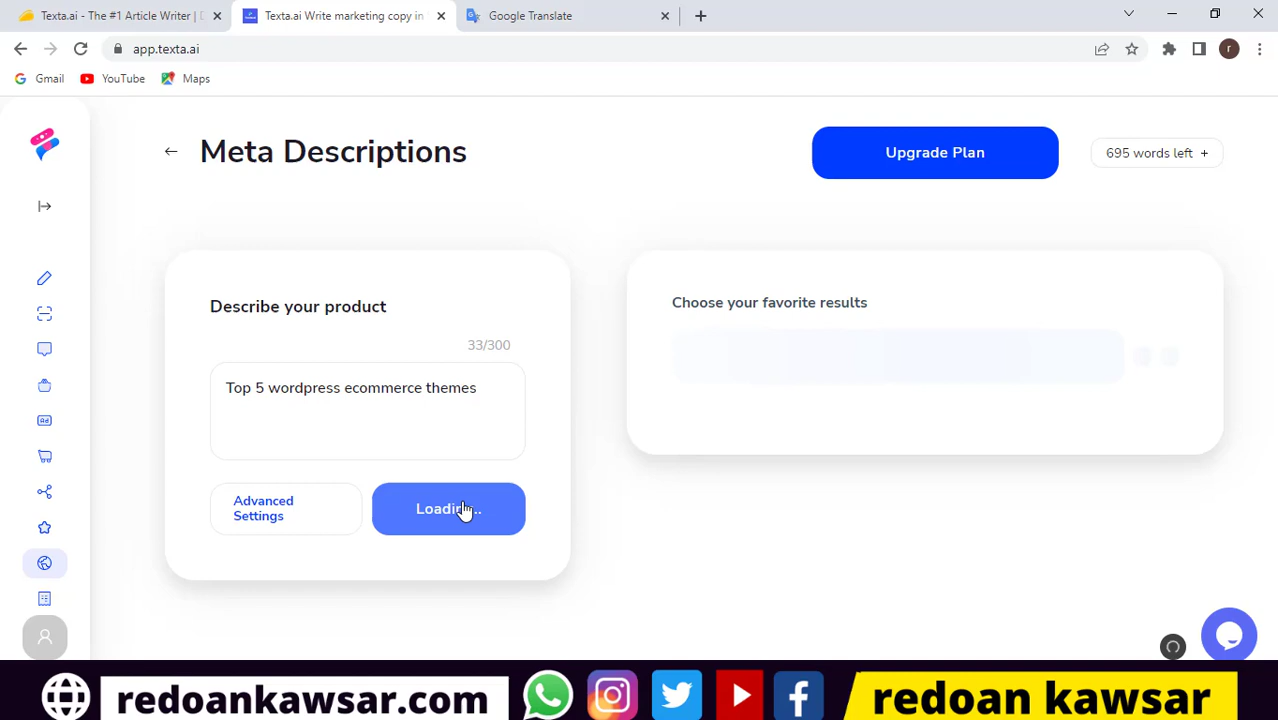 Texta.ai - The #1 Article Writer | D
Texta.ai Write marketing copy in
Google Translate
app.texta.ai
r
Gmail
YouTube
Maps
Meta Descriptions
Upgrade Plan
695 words left +
Describe your product
Choose your favorite results
33/300
Top 5 wordpress ecommerce themes
Ad
Advanced
Settings
redoankawsar.com
redoan kawsar